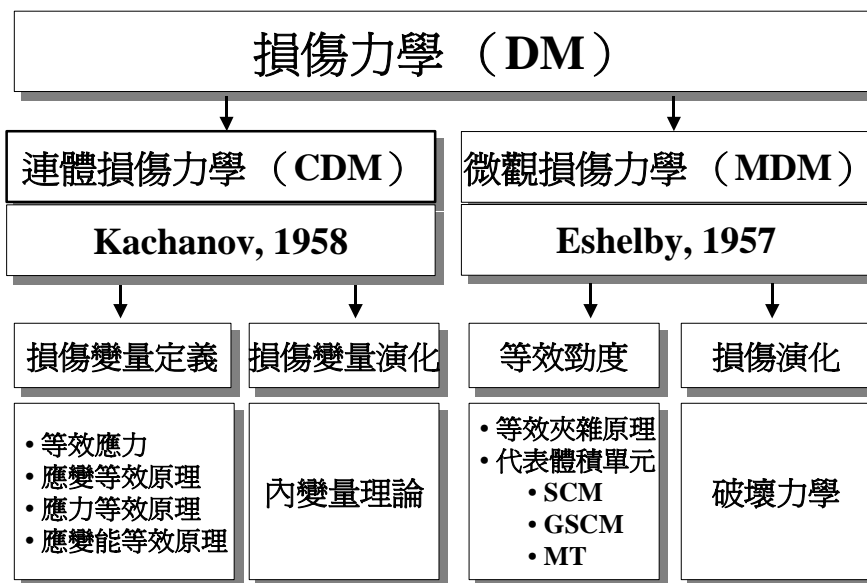 損傷力學（DM）
連體損傷力學（CDM）
Kachanov, 1958
微觀損傷力學（MDM）
Eshelby, 1957
損傷變量定義
• 等效應力
• 應變等效原理
• 應力等效原理
• 應變能等效原理
損傷變量演化
內變量理論
等效勁度
• 等效夾雜原理
• 代表體積單元
• SCM
• GSCM
• MT
損傷演化
破壞力學